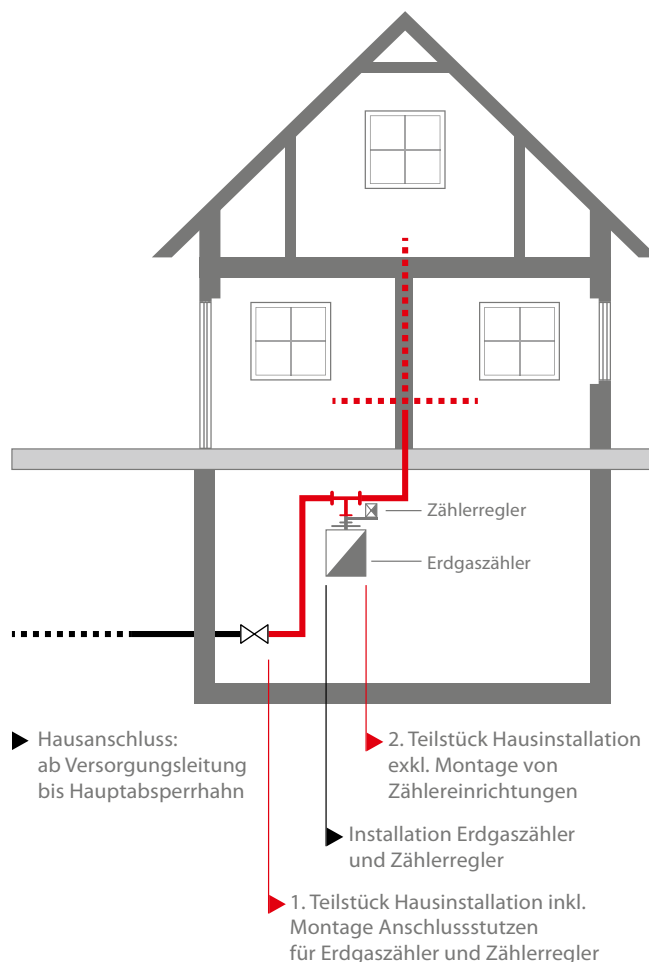 Zählerregler
Erdgaszähler
Hausanschluss:
ab Versorgungsleitung
bis Hauptabsperrhahn
2. Teilstück Hausinstallation
exkl. Montage von
Zählereinrichtungen
Installation Erdgaszähler
und Zählerregler
1. Teilstück Hausinstallation inkl.
Montage Anschlussstutzen
für Erdgaszähler und Zählerregler